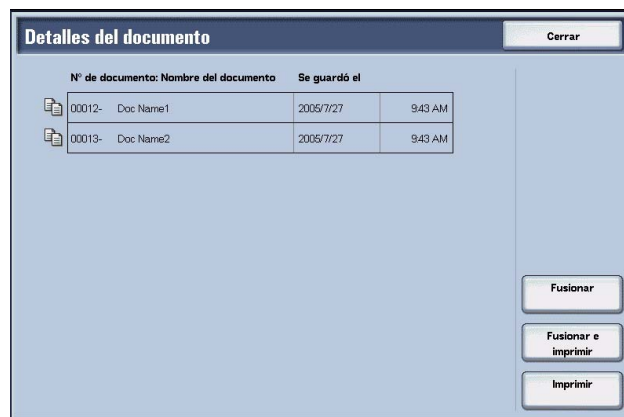 Detalles del documento
Cerrar
Nº de documento: Nombre del documento Se guardó el
00012- Doc Name1 2005/7/27 9:43 AM
00013- Doc Name2 2005/7/27 9:43 AM
Fusionar
Fusionar e
imprimir
Imprimir